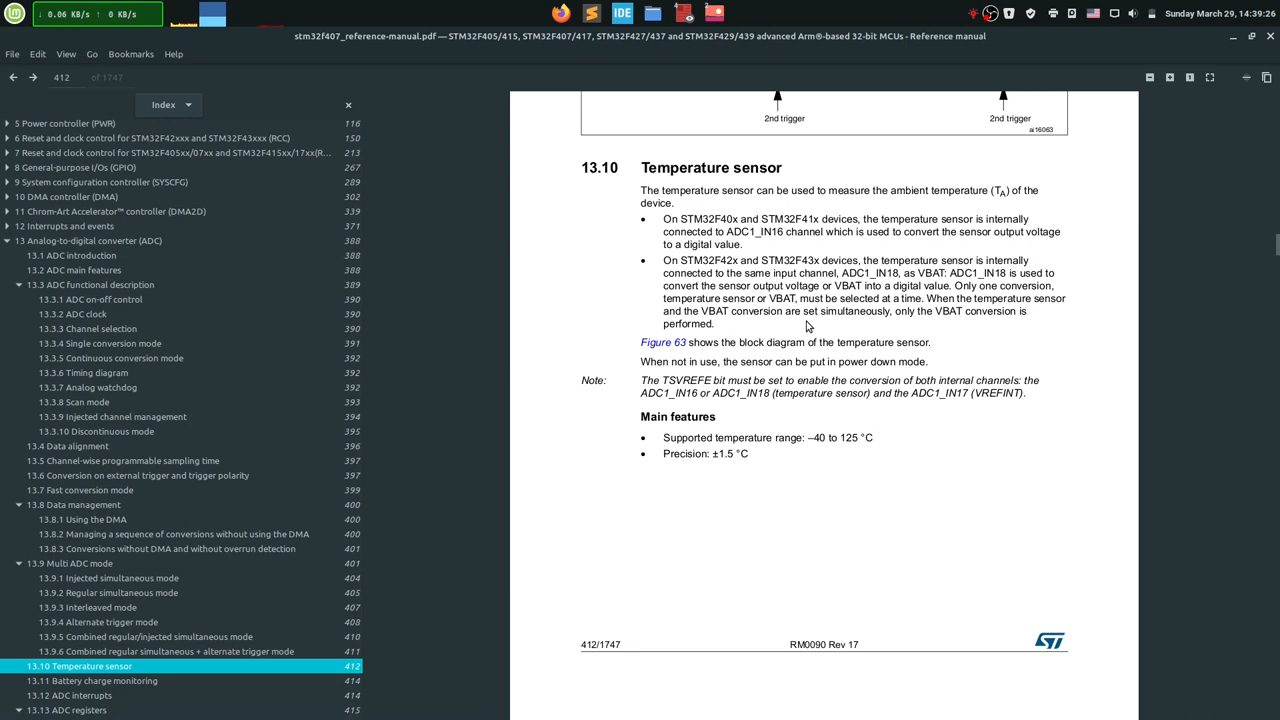 ↓ 0.06 KB/s ↑ 0 KB/s
IDE
Sunday March 29, 14:39:26
stm32f407_reference-manual.pdf — STM32F405/415, STM32F407/417, STM32F427/437 and STM32F429/439 advanced Arm®-based 32-bit MCUs - Reference manual
File Edit View Go Bookmarks Help
412 of 1747
Index
5 Power controller (PWR) 116
6 Reset and clock control for STM32F42xxx and STM32F43xxx (RCC) 150
7 Reset and clock control for STM32F405xx/07xx and STM32F415xx/17xx(R... 213
8 General-purpose I/Os (GPIO) 267
9 System configuration controller (SYSCFG) 289
10 DMA controller (DMA) 302
11 Chrom-Art Accelerator™ controller (DMA2D) 339
12 Interrupts and events 371
13 Analog-to-digital converter (ADC) 388
13.1 ADC introduction 388
13.2 ADC main features 388
13.3 ADC functional description 389
13.3.1 ADC on-off control 390
13.3.2 ADC clock 390
13.3.3 Channel selection 390
13.3.4 Single conversion mode 391
13.3.5 Continuous conversion mode 392
13.3.6 Timing diagram 392
13.3.7 Analog watchdog 392
13.3.8 Scan mode 393
13.3.9 Injected channel management 394
13.3.10 Discontinuous mode 395
13.4 Data alignment 396
13.5 Channel-wise programmable sampling time 397
13.6 Conversion on external trigger and trigger polarity 397
13.7 Fast conversion mode 399
13.8 Data management 400
13.8.1 Using the DMA 400
13.8.2 Managing a sequence of conversions without using the DMA 400
13.8.3 Conversions without DMA and without overrun detection 401
13.9 Multi ADC mode 401
13.9.1 Injected simultaneous mode 404
13.9.2 Regular simultaneous mode 405
13.9.3 Interleaved mode 407
13.9.4 Alternate trigger mode 408
13.9.5 Combined regular/injected simultaneous mode 410
13.9.6 Combined regular simultaneous + alternate trigger mode 411
13.10 Temperature sensor 412
13.11 Battery charge monitoring 414
13.12 ADC interrupts 414
13.13 ADC registers 415
2nd trigger 2nd trigger
ai16063
13.10 Temperature sensor
The temperature sensor can be used to measure the ambient temperature (TA) of the
device.
• On STM32F40x and STM32F41x devices, the temperature sensor is internally
connected to ADC1_IN16 channel which is used to convert the sensor output voltage
to a digital value.
• On STM32F42x and STM32F43x devices, the temperature sensor is internally
connected to the same input channel, ADC1_IN18, as VBAT: ADC1_IN18 is used to
convert the sensor output voltage or VBAT into a digital value. Only one conversion,
temperature sensor or VBAT, must be selected at a time. When the temperature sensor
and the VBAT conversion are set simultaneously, only the VBAT conversion is
performed.
Figure 63 shows the block diagram of the temperature sensor.
When not in use, the sensor can be put in power down mode.
Note: The TSVREFE bit must be set to enable the conversion of both internal channels: the
ADC1_IN16 or ADC1_IN18 (temperature sensor) and the ADC1_IN17 (VREFINT).
Main features
• Supported temperature range: –40 to 125 °C
• Precision: ±1.5 °C
412/1747 RM0090 Rev 17 ST